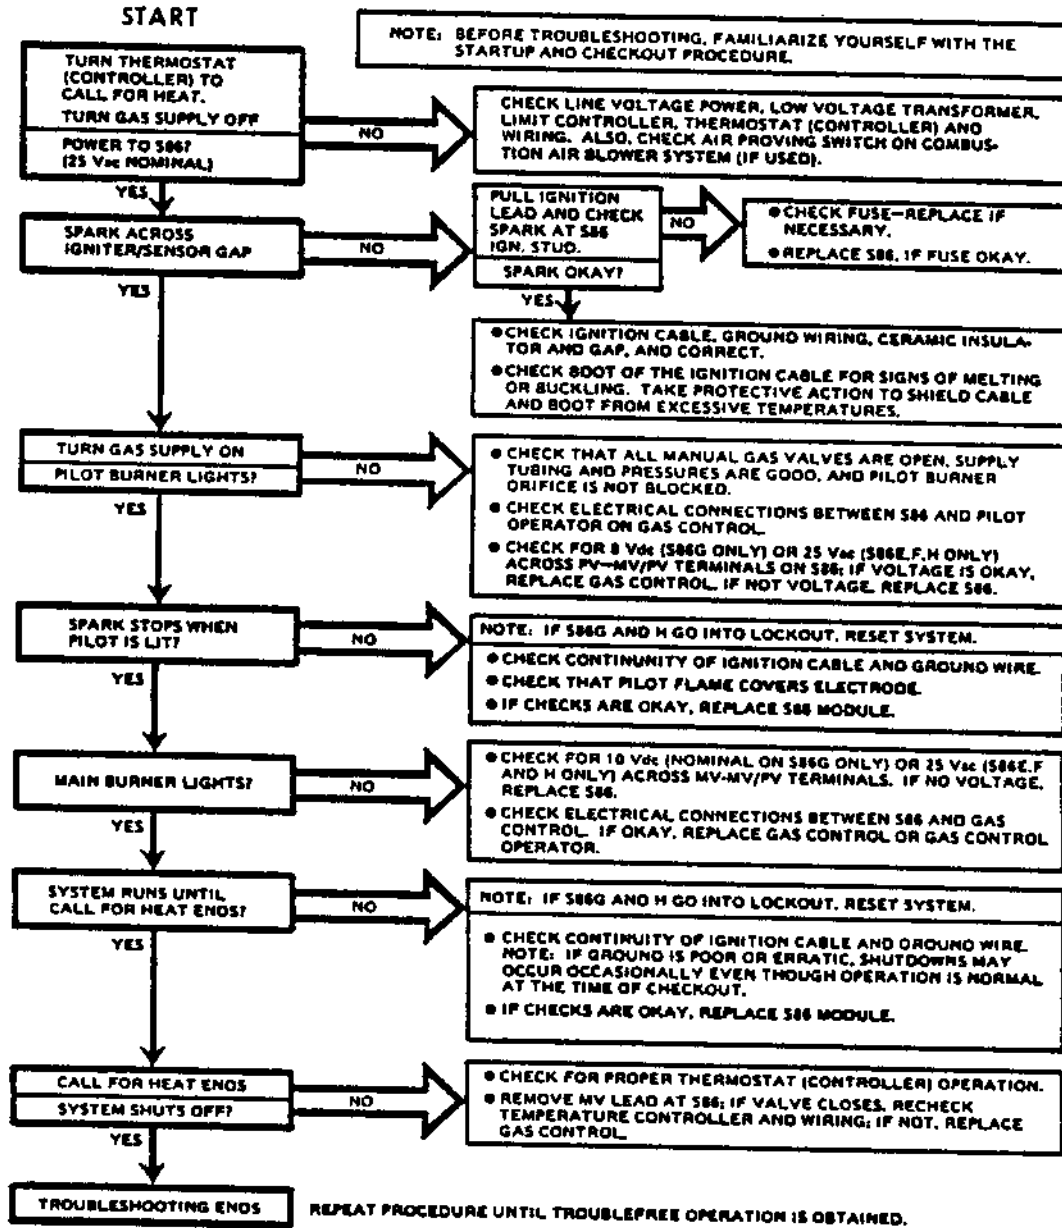 START
NOTE: BEFORE TROUBLESHOOTING, FAMILIARIZE YOURSELF WITH THE
STARTUP AND CHECKOUT PROCEDURE.
TURN THERMOSTAT
(CONTROLLER) TO
CALL FOR HEAT.
TURN GAS SUPPLY OFF
POWER TO S86?
(25 Vac NOMINAL)
NO
CHECK LINE VOLTAGE POWER, LOW VOLTAGE TRANSFORMER,
LIMIT CONTROLLER, THERMOSTAT (CONTROLLER) AND
WIRING. ALSO, CHECK AIR PROVING SWITCH ON COMBUS-
TION AIR BLOWER SYSTEM (IF USED).
YES
SPARK ACROSS
IGNITER/SENSOR GAP
NO
PULL IGNITION
LEAD AND CHECK
SPARK AT S86
IGN. STUD.
SPARK OKAY?
NO
● CHECK FUSE—REPLACE IF
NECESSARY.
● REPLACE S86, IF FUSE OKAY.
YES
YES
● CHECK IGNITION CABLE, GROUND WIRING, CERAMIC INSULA-
TOR AND GAP, AND CORRECT.
● CHECK BOOT OF THE IGNITION CABLE FOR SIGNS OF MELTING
OR BUCKLING. TAKE PROTECTIVE ACTION TO SHIELD CABLE
AND BOOT FROM EXCESSIVE TEMPERATURES.
TURN GAS SUPPLY ON
PILOT BURNER LIGHTS?
NO
● CHECK THAT ALL MANUAL GAS VALVES ARE OPEN, SUPPLY
TUBING AND PRESSURES ARE GOOD, AND PILOT BURNER
ORIFICE IS NOT BLOCKED.
● CHECK ELECTRICAL CONNECTIONS BETWEEN S86 AND PILOT
OPERATOR ON GAS CONTROL.
● CHECK FOR 8 Vdc (S86G ONLY) OR 25 Vac (S86E,F,H ONLY)
ACROSS PV—MV/PV TERMINALS ON S86; IF VOLTAGE IS OKAY,
REPLACE GAS CONTROL, IF NOT VOLTAGE, REPLACE S86.
YES
SPARK STOPS WHEN
PILOT IS LIT?
NO
NOTE: IF S86G AND H GO INTO LOCKOUT, RESET SYSTEM.
● CHECK CONTINUITY OF IGNITION CABLE AND GROUND WIRE.
● CHECK THAT PILOT FLAME COVERS ELECTRODE.
● IF CHECKS ARE OKAY, REPLACE S86 MODULE.
YES
MAIN BURNER LIGHTS?
NO
● CHECK FOR 10 Vdc (NOMINAL ON S86G ONLY) OR 25 Vac (S86E,F
AND H ONLY) ACROSS MV-MV/PV TERMINALS. IF NO VOLTAGE,
REPLACE S86.
● CHECK ELECTRICAL CONNECTIONS BETWEEN S86 AND GAS
CONTROL. IF OKAY, REPLACE GAS CONTROL OR GAS CONTROL
OPERATOR.
YES
SYSTEM RUNS UNTIL
CALL FOR HEAT ENDS?
NO
NOTE: IF S86G AND H GO INTO LOCKOUT, RESET SYSTEM.
● CHECK CONTINUITY OF IGNITION CABLE AND GROUND WIRE.
NOTE: IF GROUND IS POOR OR ERRATIC, SHUTDOWNS MAY
OCCUR OCCASIONALLY EVEN THOUGH OPERATION IS NORMAL
AT THE TIME OF CHECKOUT.
● IF CHECKS ARE OKAY, REPLACE S86 MODULE.
YES
CALL FOR HEAT ENDS
SYSTEM SHUTS OFF?
NO
● CHECK FOR PROPER THERMOSTAT (CONTROLLER) OPERATION.
● REMOVE MV LEAD AT S86; IF VALVE CLOSES, RECHECK
TEMPERATURE CONTROLLER AND WIRING; IF NOT, REPLACE
GAS CONTROL.
YES
TROUBLESHOOTING ENDS
REPEAT PROCEDURE UNTIL TROUBLEFREE OPERATION IS OBTAINED.